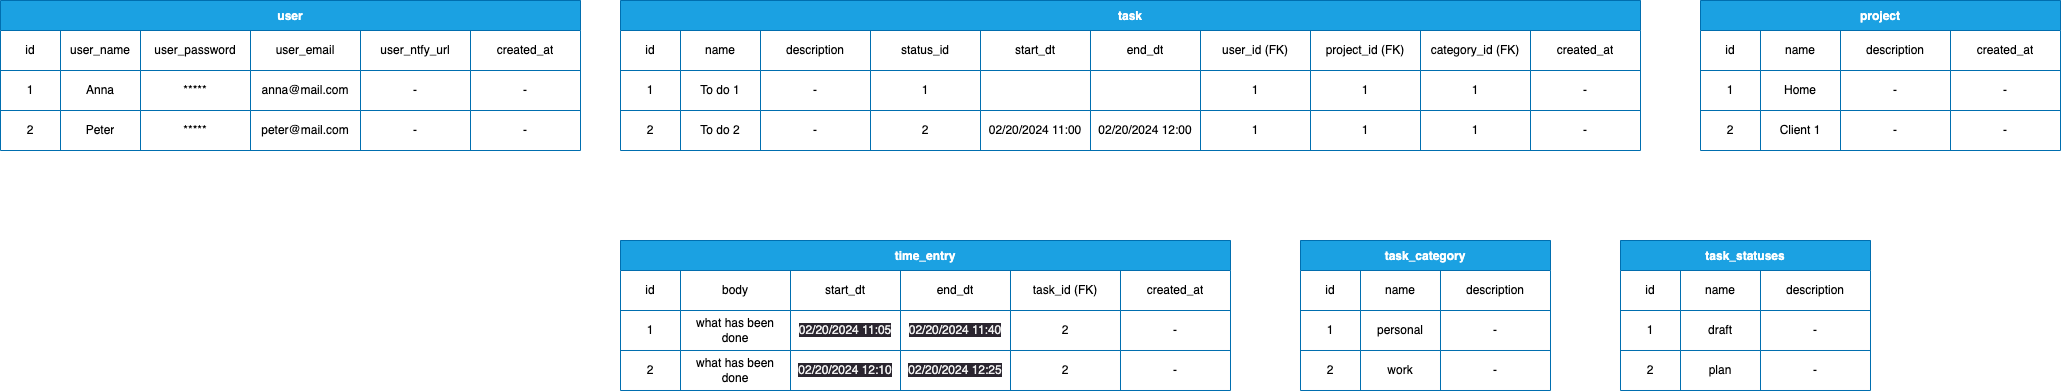 user
id user_name user_password user_email user_ntfy_url created_at
1 Anna ***** anna@mail.com - -
2 Peter ***** peter@mail.com - -
task
id name description status_id start_dt end_dt user_id (FK) project_id (FK) category_id (FK) created_at
1 To do 1 - 1 1 1 1 -
2 To do 2 - 2 02/20/2024 11:00 02/20/2024 12:00 1 1 1 -
project
id name description created_at
1 Home - -
2 Client 1 - -
time_entry
id body start_dt end_dt task_id (FK) created_at
1 what has been done 02/20/2024 11:05 02/20/2024 11:40 2 -
2 what has been done 02/20/2024 12:10 02/20/2024 12:25 2 -
task_category
id name description
1 personal -
2 work -
task_statuses
id name description
1 draft -
2 plan -